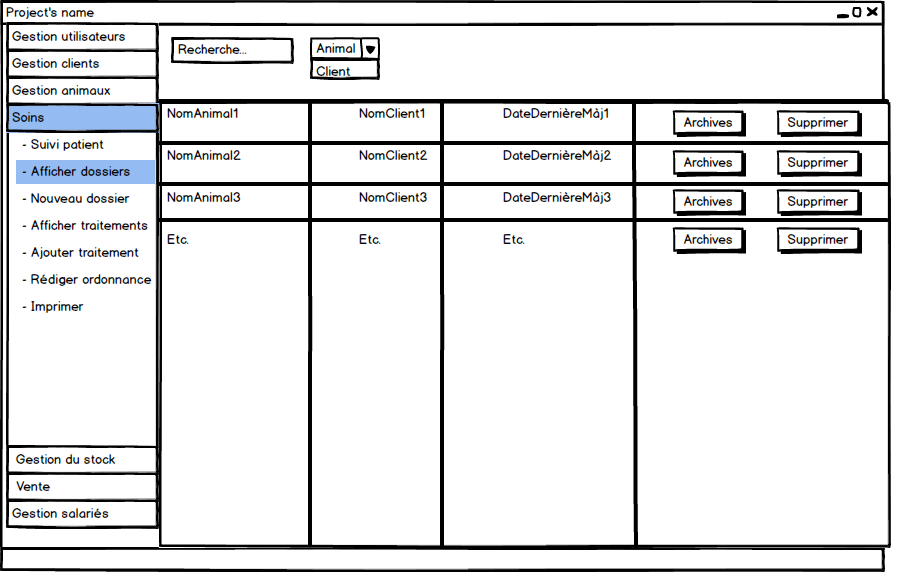 Project's name
Gestion utilisateurs
Gestion clients
Gestion animaux
Soins
- Suivi patient
- Afficher dossiers
- Nouveau dossier
- Afficher traitements
- Ajouter traitement
- Rédiger ordonnance
- Imprimer
Gestion du stock
Vente
Gestion salariés
Recherche... Animal
Client
NomAnimal1 NomClient1 DateDernièreMàj1 Archives Supprimer
NomAnimal2 NomClient2 DateDernièreMàj2 Archives Supprimer
NomAnimal3 NomClient3 DateDernièreMàj3 Archives Supprimer
Etc. Etc. Etc. Archives Supprimer